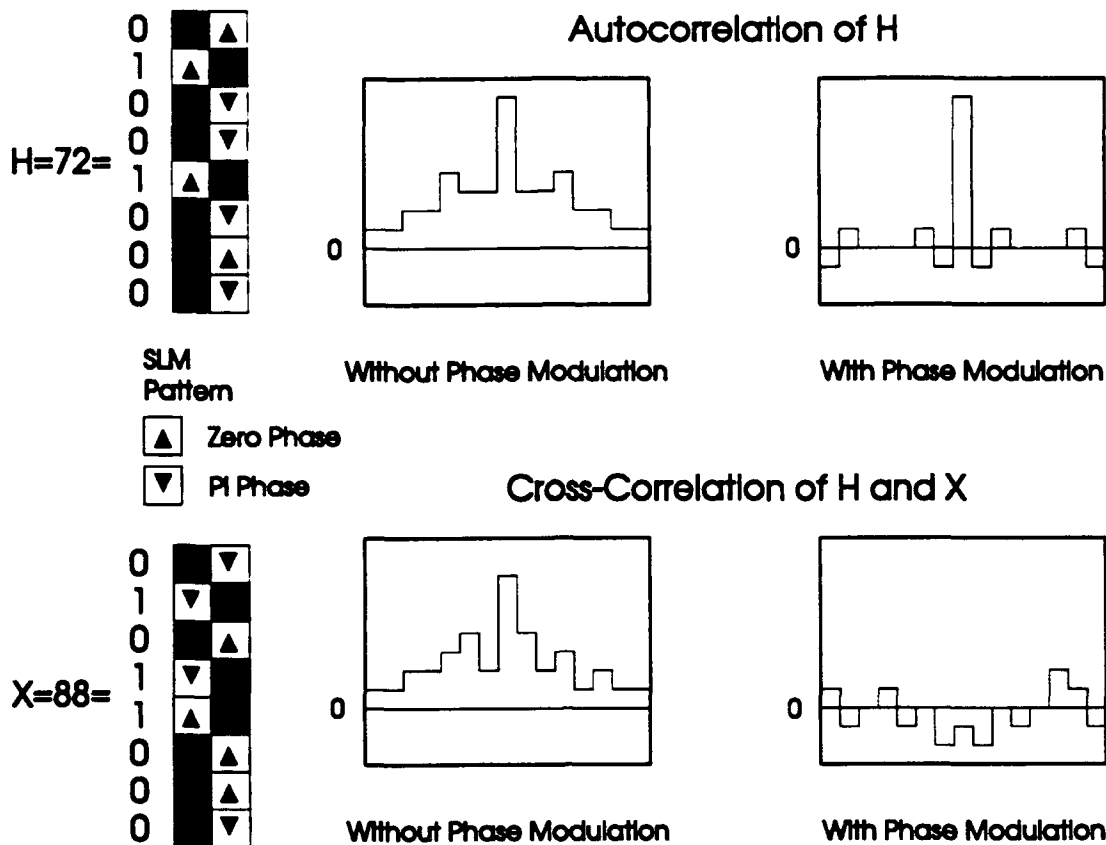 Autocorrelation of H
H=72=
0
1
0
0
1
0
0
0
0
0
Without Phase Modulation
With Phase Modulation
SLM
Pattern
Zero Phase
Pi Phase
Cross-Correlation of H and X
X=88=
0
1
0
1
1
0
0
0
0
0
Without Phase Modulation
With Phase Modulation